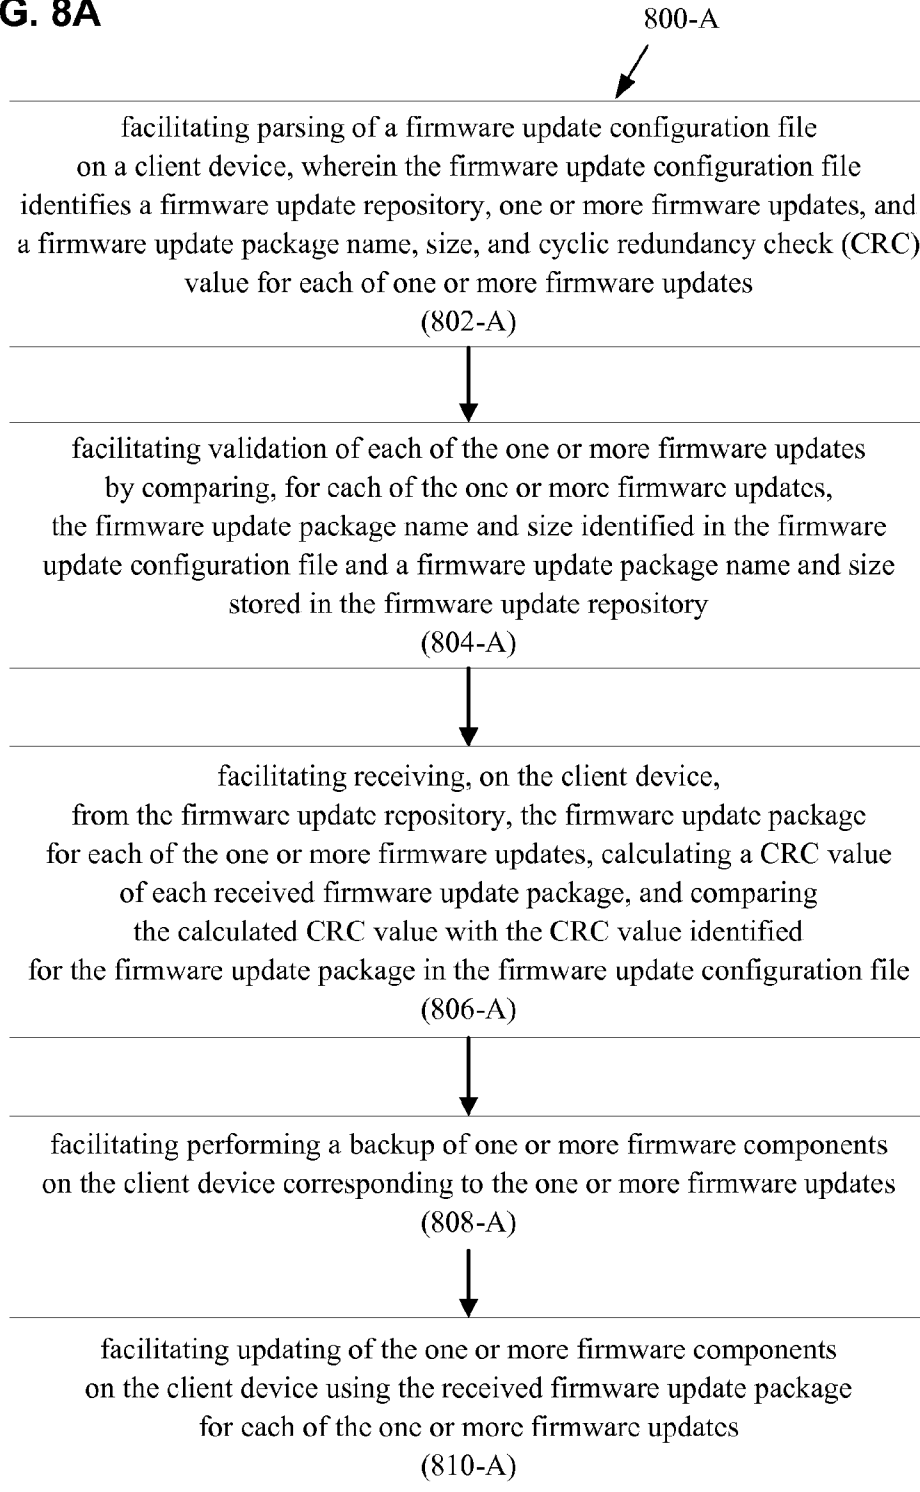 G. 8A
800-A
facilitating parsing of a firmware update configuration file
on a client device, wherein the firmware update configuration file
identifies a firmware update repository, one or more firmware updates, and
a firmware update package name, size, and cyclic redundancy check (CRC)
value for each of one or more firmware updates
(802-A)
facilitating validation of each of the one or more firmware updates
by comparing, for each of the one or more firmware updates,
the firmware update package name and size identified in the firmware
update configuration file and a firmware update package name and size
stored in the firmware update repository
(804-A)
facilitating receiving, on the client device,
from the firmware update repository, the firmware update package
for each of the one or more firmware updates, calculating a CRC value
of each received firmware update package, and comparing
the calculated CRC value with the CRC value identified
for the firmware update package in the firmware update configuration file
(806-A)
facilitating performing a backup of one or more firmware components
on the client device corresponding to the one or more firmware updates
(808-A)
facilitating updating of the one or more firmware components
on the client device using the received firmware update package
for each of the one or more firmware updates
(810-A)